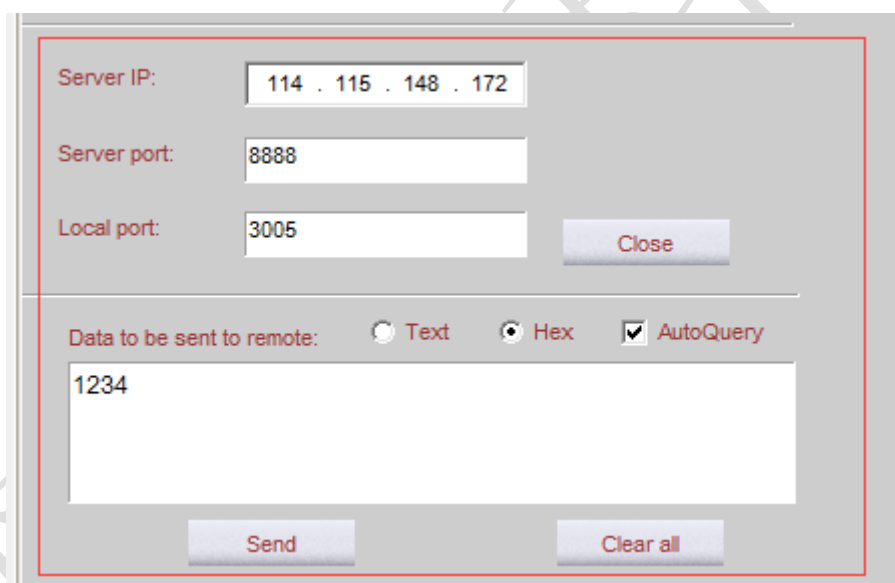 Server IP: 114 . 115 . 148 . 172
Server port: 8888
Local port: 3005 Close
Data to be sent to remote: Text Hex AutoQuery
1234
Send Clear all